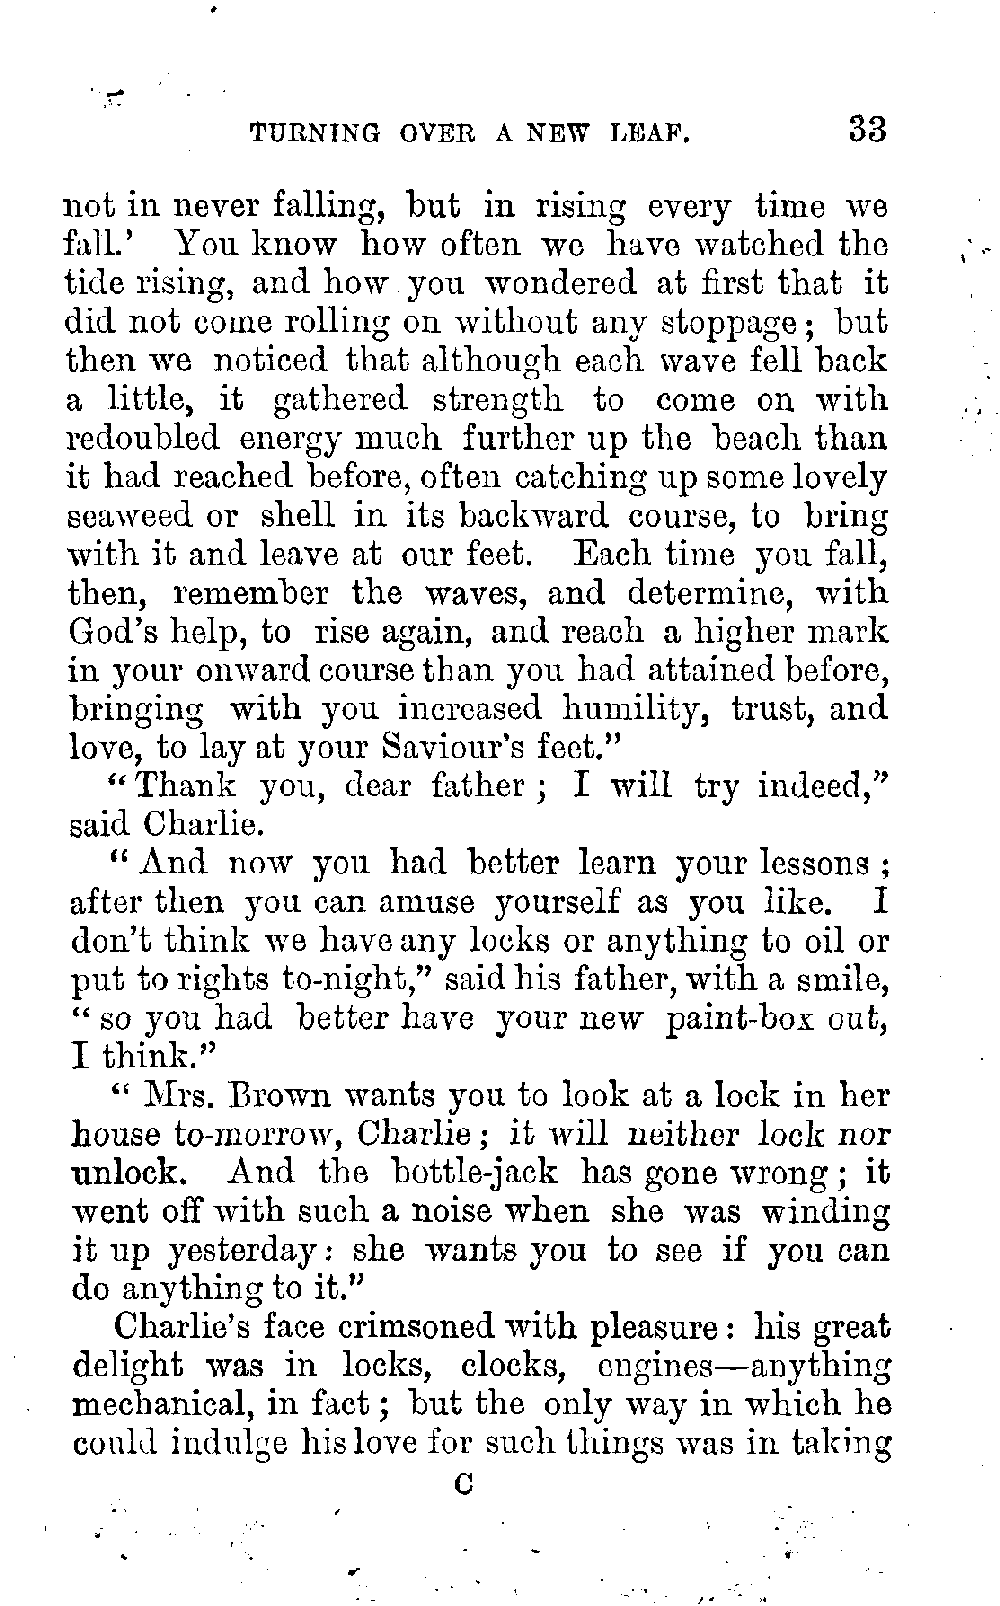 TURNING OVER A NEW LEAF. 33
not in never falling, but in rising every time we
fall.’ You know how often we have watched the
tide rising, and how you wondered at first that it
did not come rolling on without any stoppage; but
then we noticed that although each wave fell back
a little, it gathered strength to come on with
redoubled energy much further up the beach than
it had reached before, often catching up some lovely
seaweed or shell in its backward course, to bring
with it and leave at our feet. Each time you fall,
then, remember the waves, and determine, with
God’s help, to rise again, and reach a higher mark
in your onward course than you had attained before,
bringing with you increased humility, trust, and
love, to lay at your Saviour’s feet.”
“Thank you, dear father; I will try indeed,”
said Charlie.
“And now you had better learn your lessons;
after then you can amuse yourself as you like. I
don’t think we have any locks or anything to oil or
put to rights to-night,” said his father, with a smile,
“so you had better have your new paint-box out,
I think.”
“Mrs. Brown wants you to look at a lock in her
house to-morrow, Charlie; it will neither lock nor
unlock. And the bottle-jack has gone wrong; it
went off with such a noise when she was winding
it up yesterday: she wants you to see if you can
do anything to it.”
Charlie’s face crimsoned with pleasure: his great
delight was in locks, clocks, engines—anything
mechanical, in fact; but the only way in which he
could indulge his love for such things was in taking
C